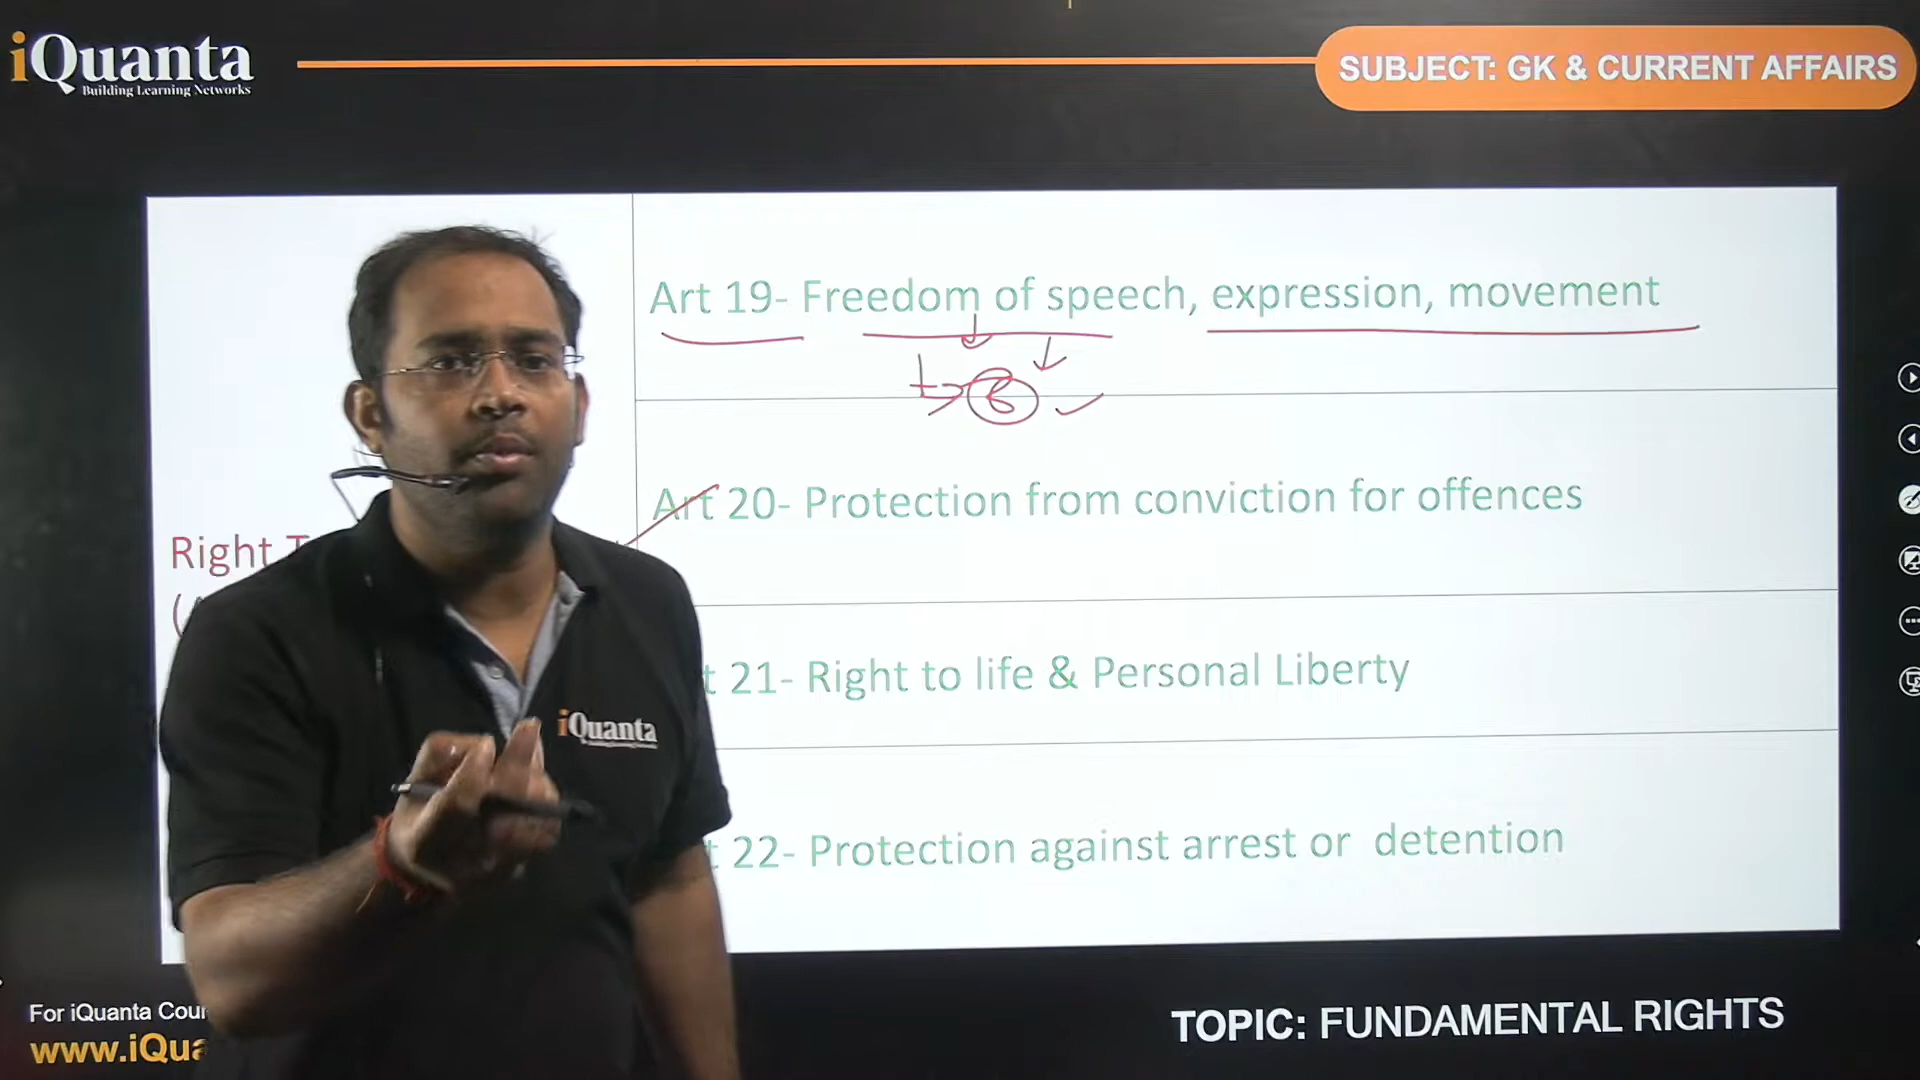 iQuanta
Building Learning Networks
SUBJECT: GK & CURRENT AFFAIRS
Art 19- Freedom of speech, expression, movement
Art 20- Protection from conviction for offences
Right
21- Right to life & Personal Liberty
22- Protection against arrest or detention
iQuanta
For iQuanta
TOPIC: FUNDAMENTAL RIGHTS